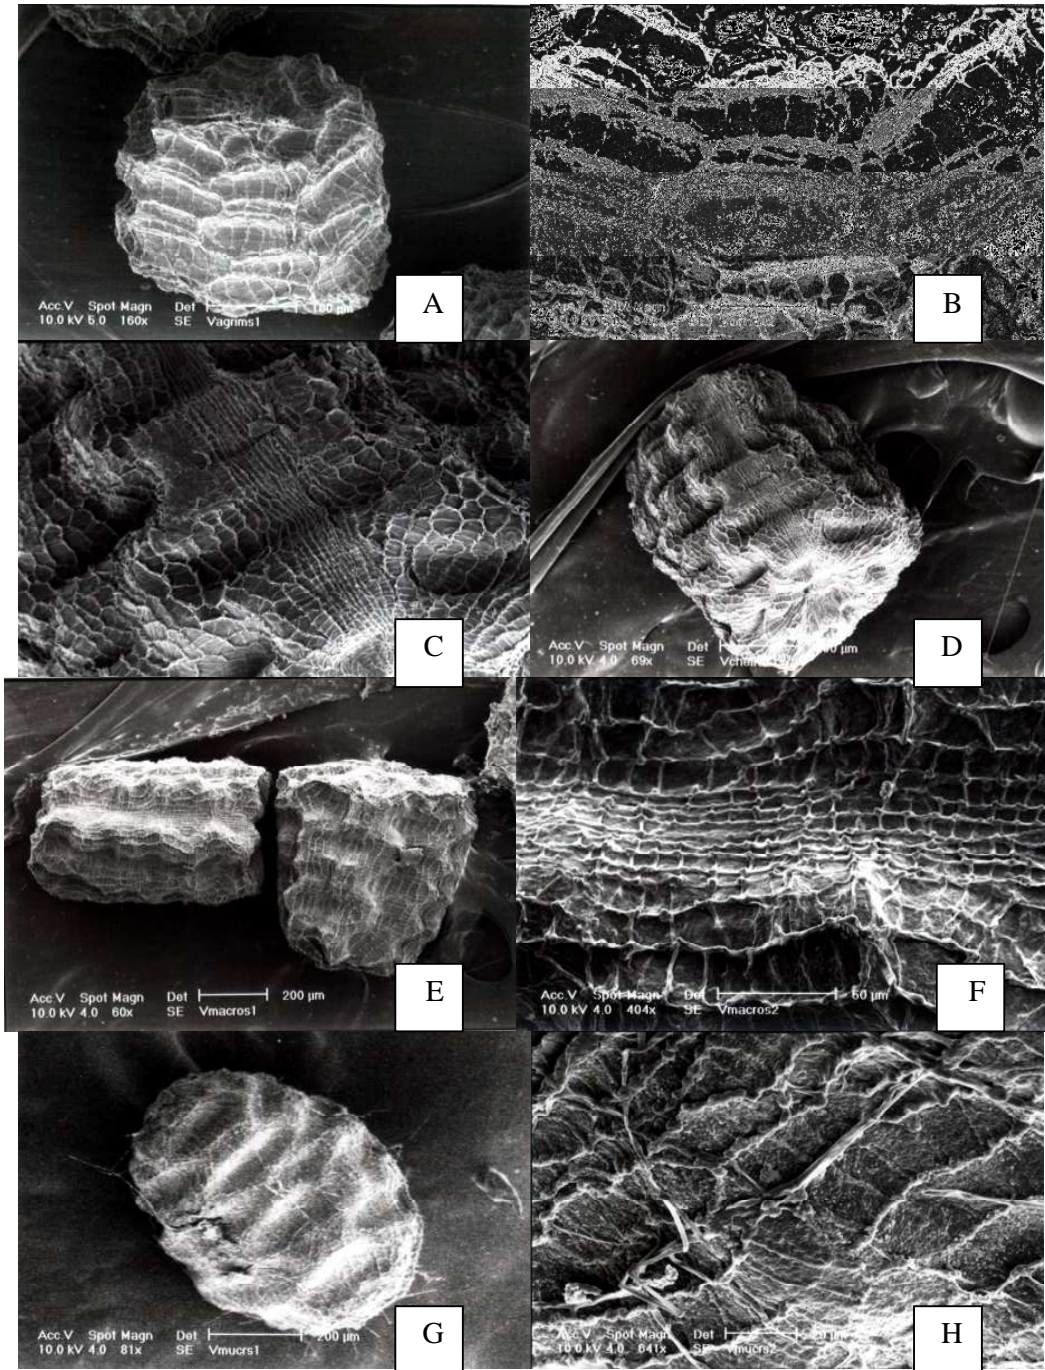 Acc.V Spot Magn Det
10.0 kV 5.0 160x SE Vagrims1
A
B
C
Acc.V Spot Magn Det
10.0 kV 4.0 69x SE
D
Acc.V Spot Magn Det 200 µm
10.0 kV 4.0 60x SE Vmacros1
E
Acc.V Spot Magn Det 50 µm
10.0 kV 4.0 404x SE Vmacros2
F
Acc.V Spot Magn Det 200 µm
10.0 kV 4.0 81x SE Vmucrs1
G
Acc.V Spot Magn Det
10.0 kV 4.0 641x SE Vmucrs2
H